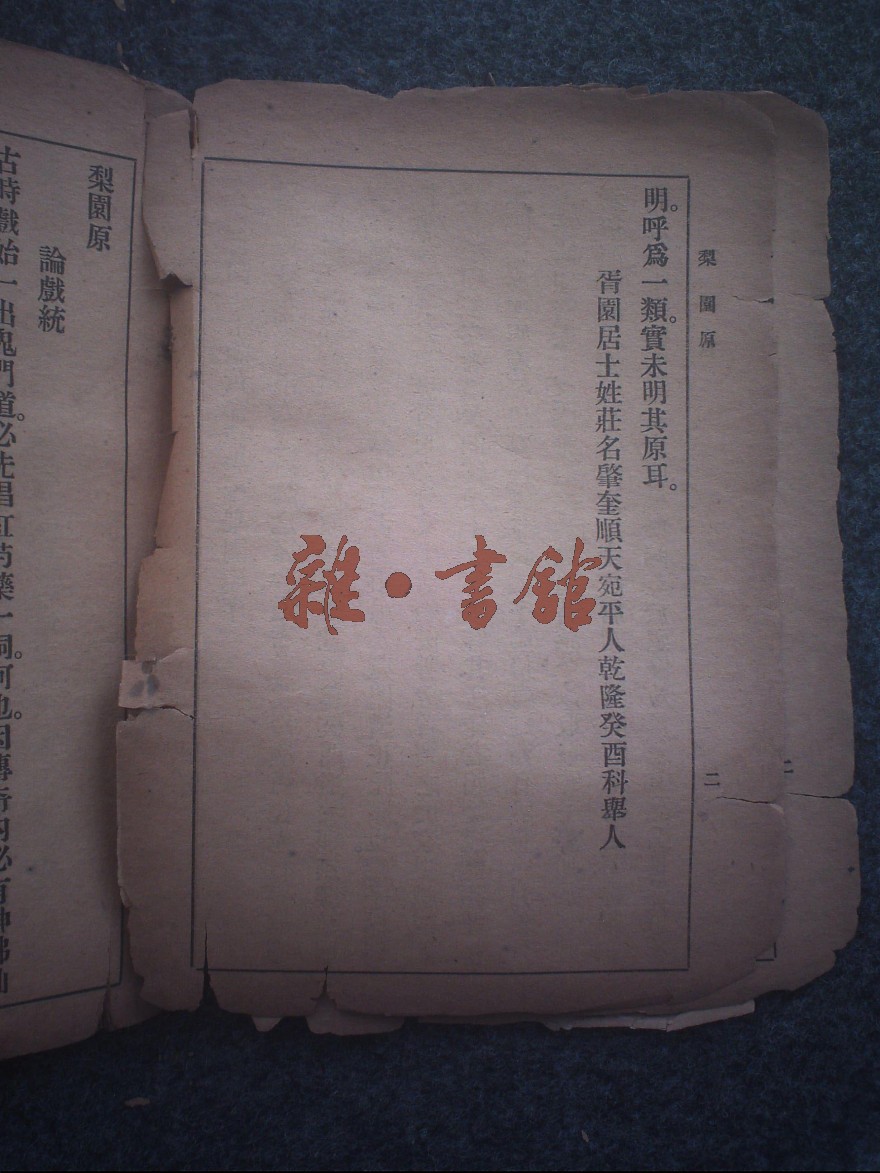 梨園原
二
明。呼爲一類。實未明其原耳。
胥園居士姓莊名肇奎順天宛平人乾隆癸酉科舉人
雜·書館
梨園原
論戲統
古時戲始一出鬼門道。必先唱紅芍藥一詞。何也。因傳奇內必有神佛仙
二